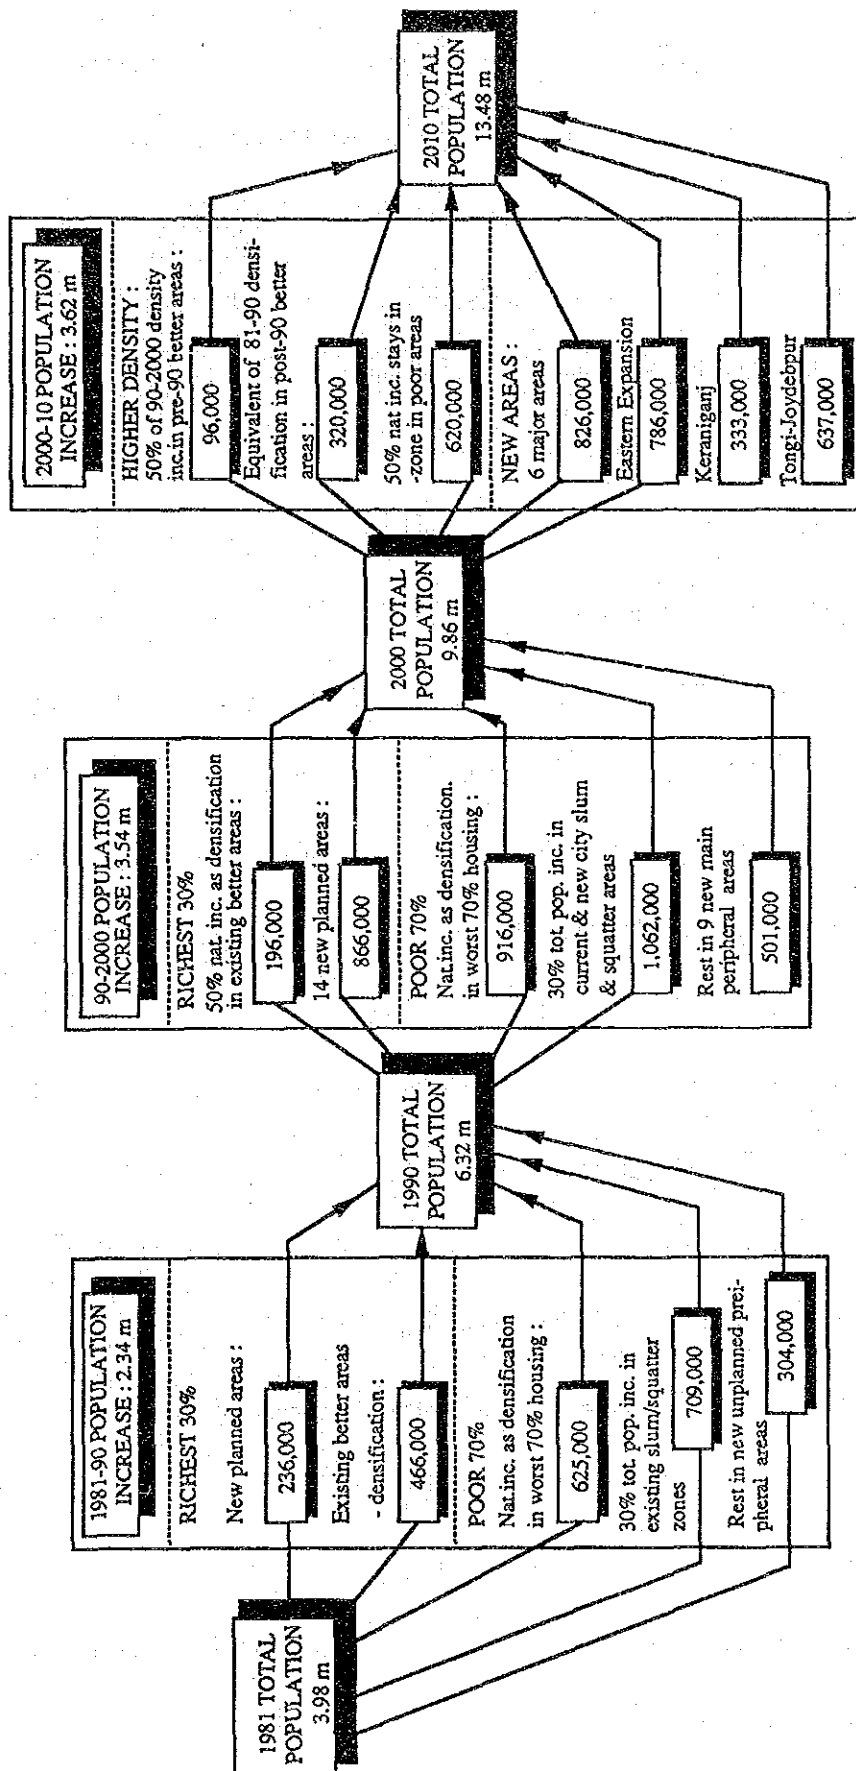 1981 TOTAL
POPULATION
3.98 m
1981-90 POPULATION
INCREASE : 2.34 m
RICHEST 30%
New planned areas :
236,000
Existing better areas
- densification :
466,000
POOR 70%
Nat.inc. as densification
in worst 70% housing :
625,000
30% tot. pop. inc. in
existing slum/squatter
zones
709,000
Rest in new unplanned prei-
pheral areas
304,000
1990 TOTAL
POPULATION
6.32 m
90-2000 POPULATION
INCREASE : 3.54 m
RICHEST 30%
50% nat. inc. as densification
in existing better areas :
196,000
14 new planned areas :
866,000
POOR 70%
Nat.inc. as densification.
in worst 70% housing :
916,000
30% tot. pop. inc. in
current & new city slum
& squatter areas
1,062,000
Rest in 9 new main
peripheral areas
501,000
2000 TOTAL
POPULATION
9.86 m
2000-10 POPULATION
INCREASE : 3.62 m
HIGHER DENSITY :
50% of 90-2000 density
inc.in pre-90 better areas :
96,000
Equivalent of 81-90 densi-
fication in post-90 better
areas :
320,000
50% nat inc. stays in
-zone in poor areas
620,000
NEW AREAS :
6 major areas
826,000
Eastern Expansion
786,000
Keraniganj
333,000
Tongi-Joydebpur
637,000
2010 TOTAL
POPULATION
13.48 m